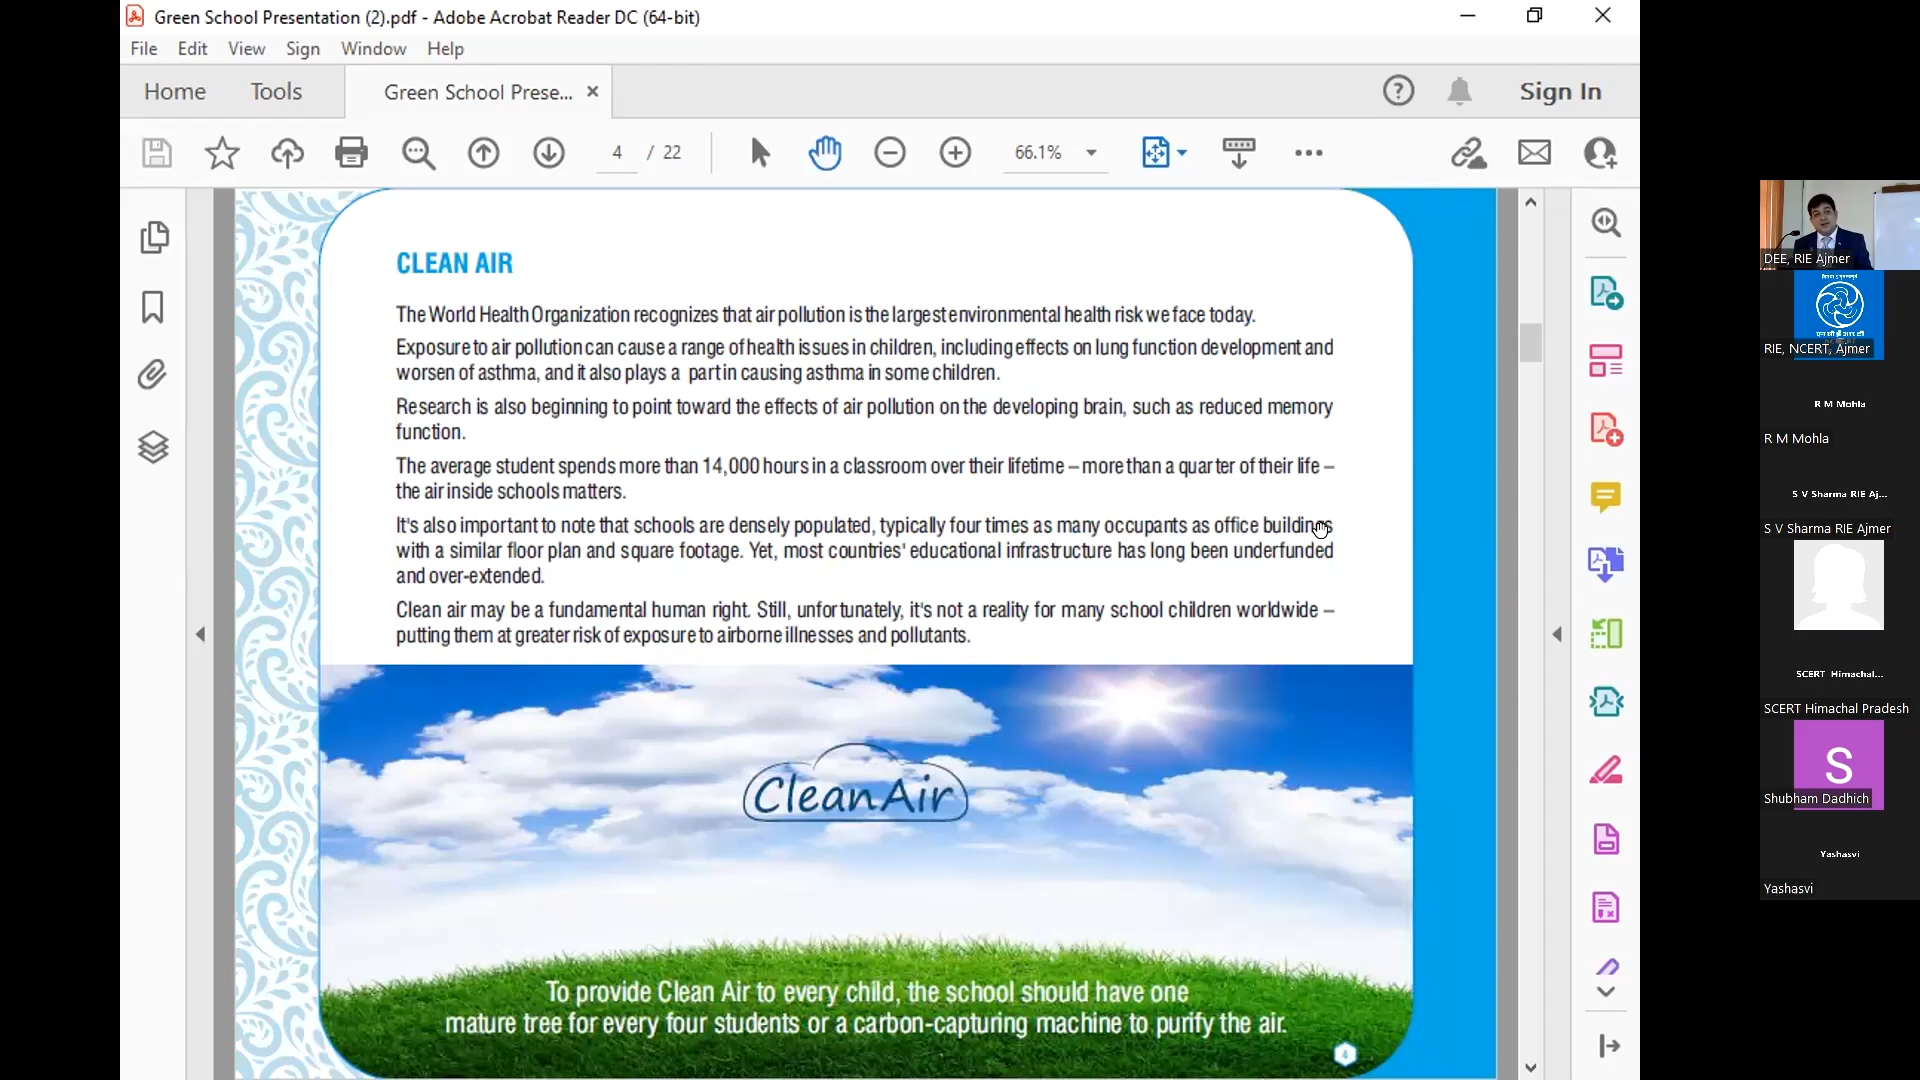 Green School Presentation (2).pdf - Adobe Acrobat Reader DC (64-bit)
File Edit View Sign Window Help
Home Tools Green School Prese... Sign In
4 / 22 66.1%
CLEAN AIR
The World Health Organization recognizes that air pollution is the largest environmental health risk we face today.
Exposure to air pollution can cause a range of health issues in children, including effects on lung function development and
worsen of asthma, and it also plays a part in causing asthma in some children.
Research is also beginning to point toward the effects of air pollution on the developing brain, such as reduced memory
function.
The average student spends more than 14,000 hours in a classroom over their lifetime – more than a quarter of their life –
the air inside schools matters.
It's also important to note that schools are densely populated, typically four times as many occupants as office buildings
with a similar floor plan and square footage. Yet, most countries' educational infrastructure has long been underfunded
and over-extended.
Clean air may be a fundamental human right. Still, unfortunately, it's not a reality for many school children worldwide –
putting them at greater risk of exposure to airborne illnesses and pollutants.
Clean Air
To provide Clean Air to every child, the school should have one
mature tree for every four students or a carbon-capturing machine to purify the air.
4
DEE, RIE Ajmer
एन सी ई आर टी
RIE, NCERT, Ajmer
R M Mohla
R M Mohla
S V Sharma RIE Aj...
S V Sharma RIE Ajmer
SCERT Himachal...
SCERT Himachal Pradesh
S
Shubham Dadhich
Yashasvi
Yashasvi